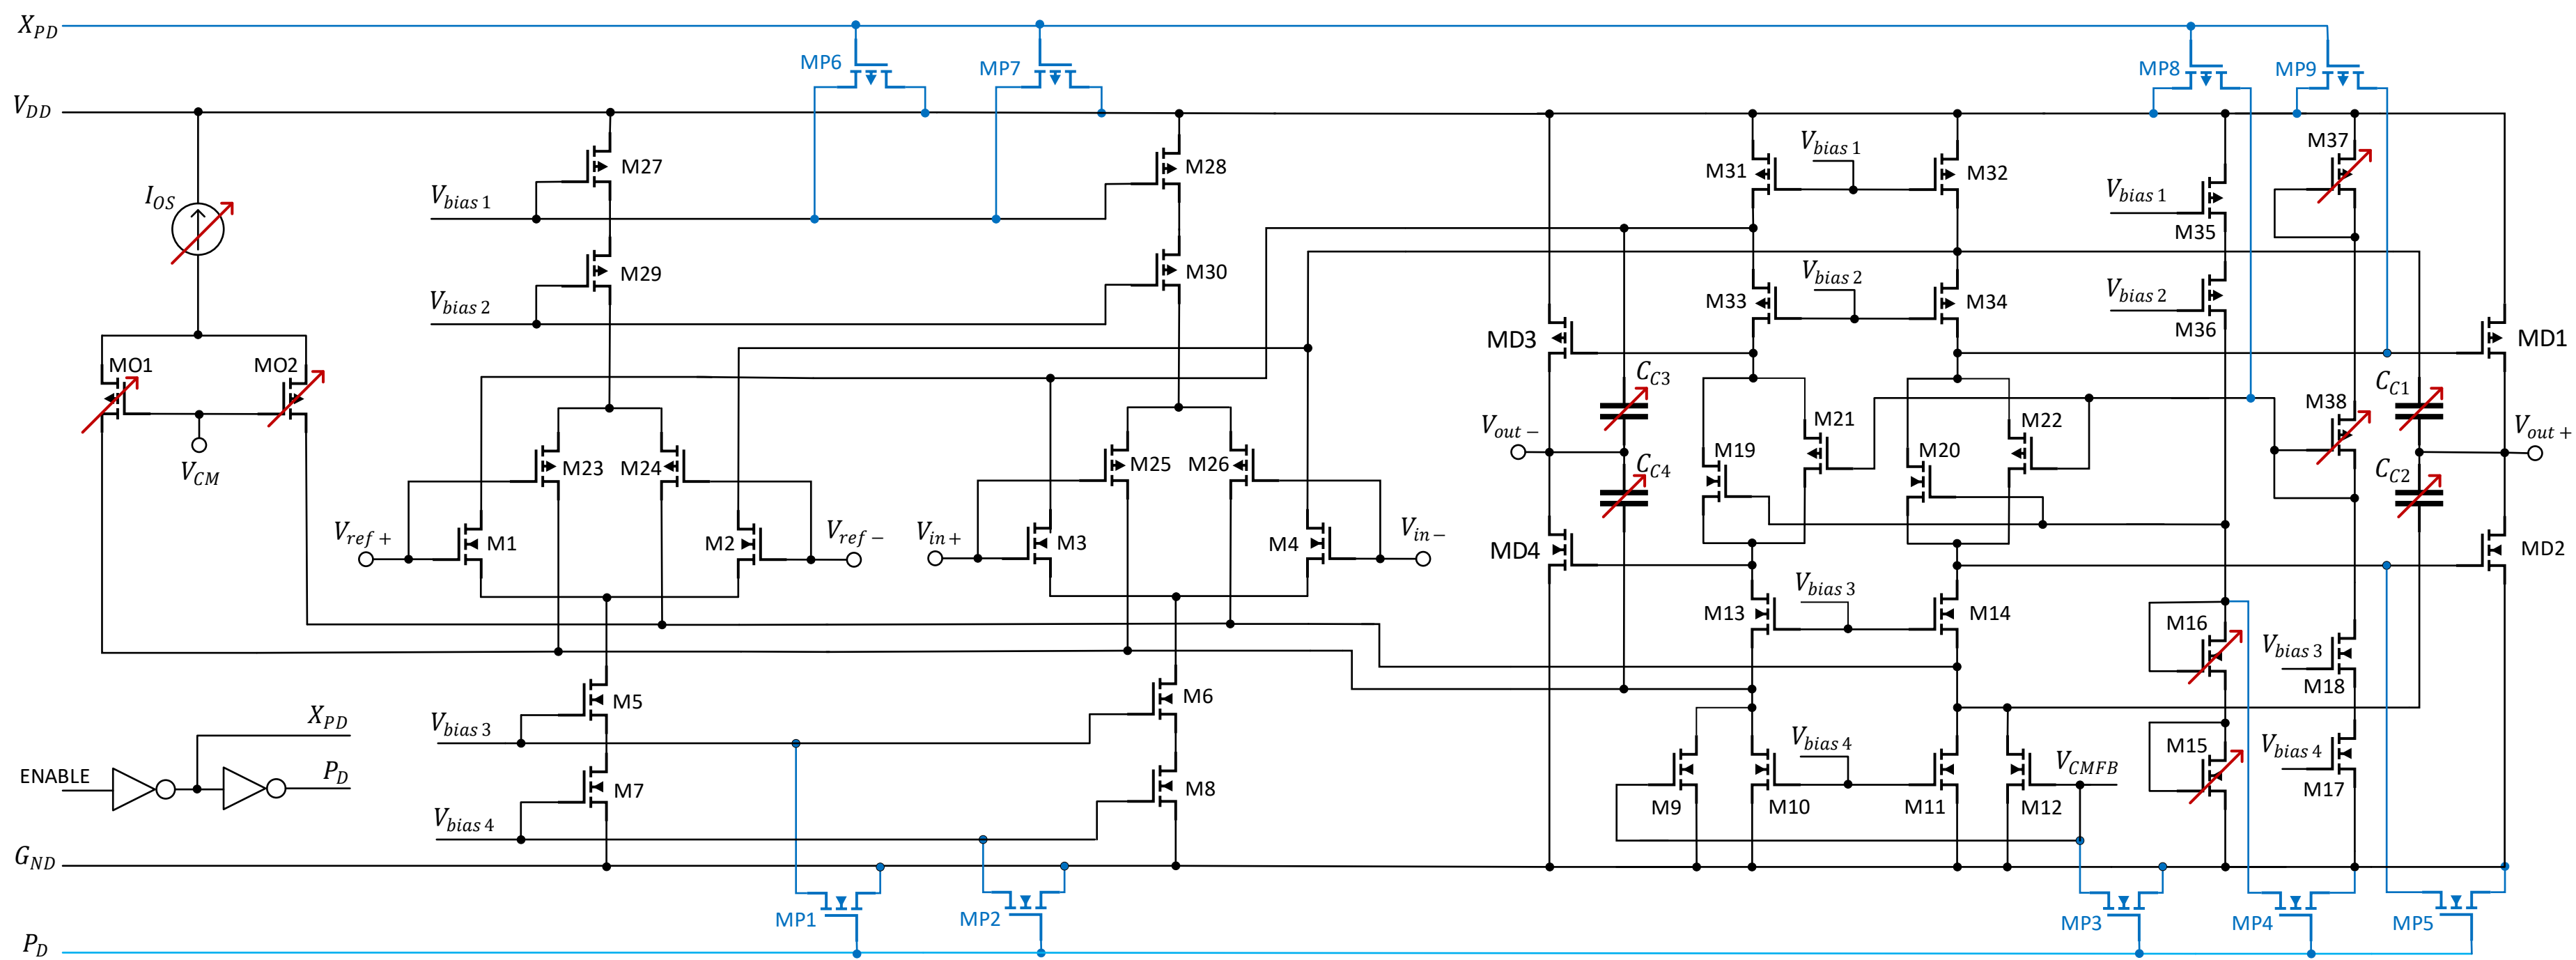 X_PD
MP6
MP7
MP8
MP9
V_DD
M27
M28
M31
V_bias 1
M32
M37
V_bias 1
V_bias 1
M35
I_OS
M29
M30
V_bias 2
M33
V_bias 2
M34
V_bias 2
M36
MD3
MD1
MO1
MO2
V_CM
C_C3
C_C1
M38
M21
M22
V_out −
V_out +
M23
M24
M25
M26
C_C4
M19
M20
C_C2
V_ref +
M1
M2
V_ref −
V_in +
M3
M4
V_in −
MD4
MD2
M13
V_bias 3
M14
M16
V_bias 3
M18
M5
M6
X_PD
V_bias 3
ENABLE
P_D
V_bias 4
M15
V_bias 4
M17
M7
M8
M9
M10
M11
M12
V_CMFB
V_bias 4
G_ND
MP1
MP2
MP3
MP4
MP5
P_D